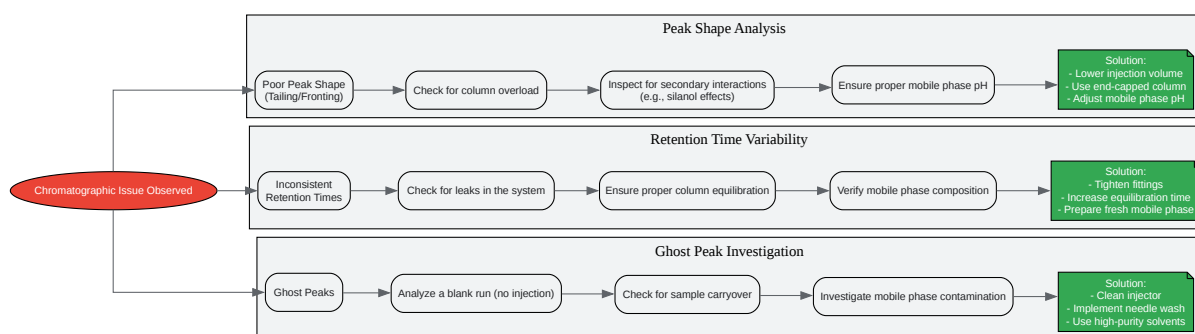 Peak Shape Analysis
Poor Peak Shape
(Tailing/Fronting)
Check for column overload
Inspect for secondary interactions
(e.g., silanol effects)
Ensure proper mobile phase pH
Solution:
- Lower injection volume
- Use end-capped column
- Adjust mobile phase pH
Retention Time Variability
Chromatographic Issue Observed
Inconsistent
Retention Times
Check for leaks in the system
Ensure proper column equilibration
Verify mobile phase composition
Solution:
- Tighten fittings
- Increase equilibration time
- Prepare fresh mobile phase
Ghost Peak Investigation
Ghost Peaks
Analyze a blank run (no injection)
Check for sample carryover
Investigate mobile phase contamination
Solution:
- Clean injector
- Implement needle wash
- Use high-purity solvents